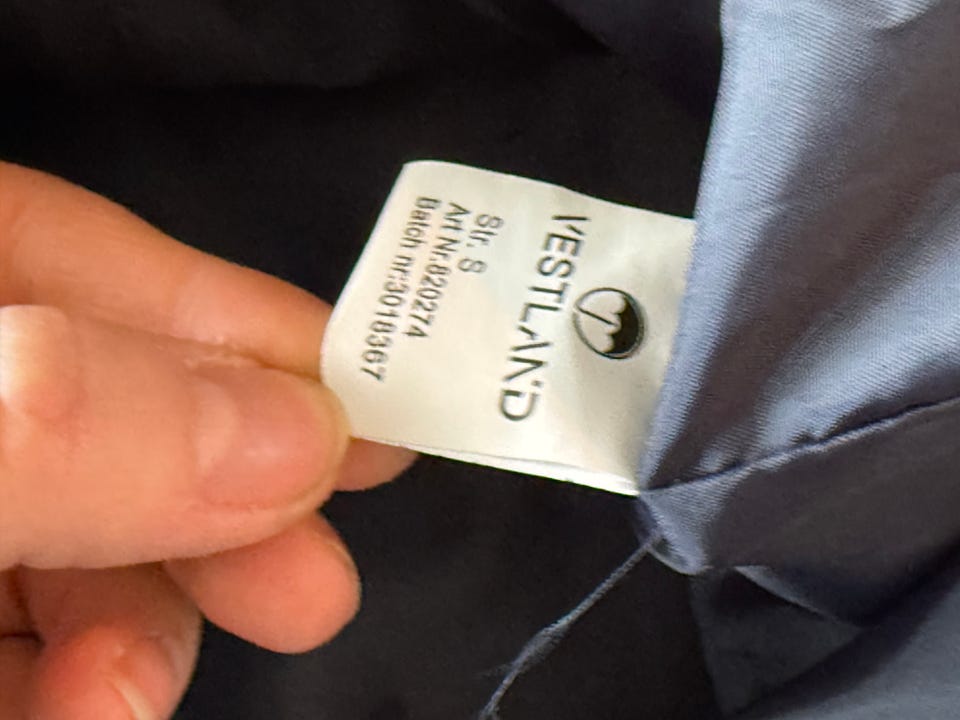 VESTLAND
Str. S
Art Nr.820274
Batch nr:3018367